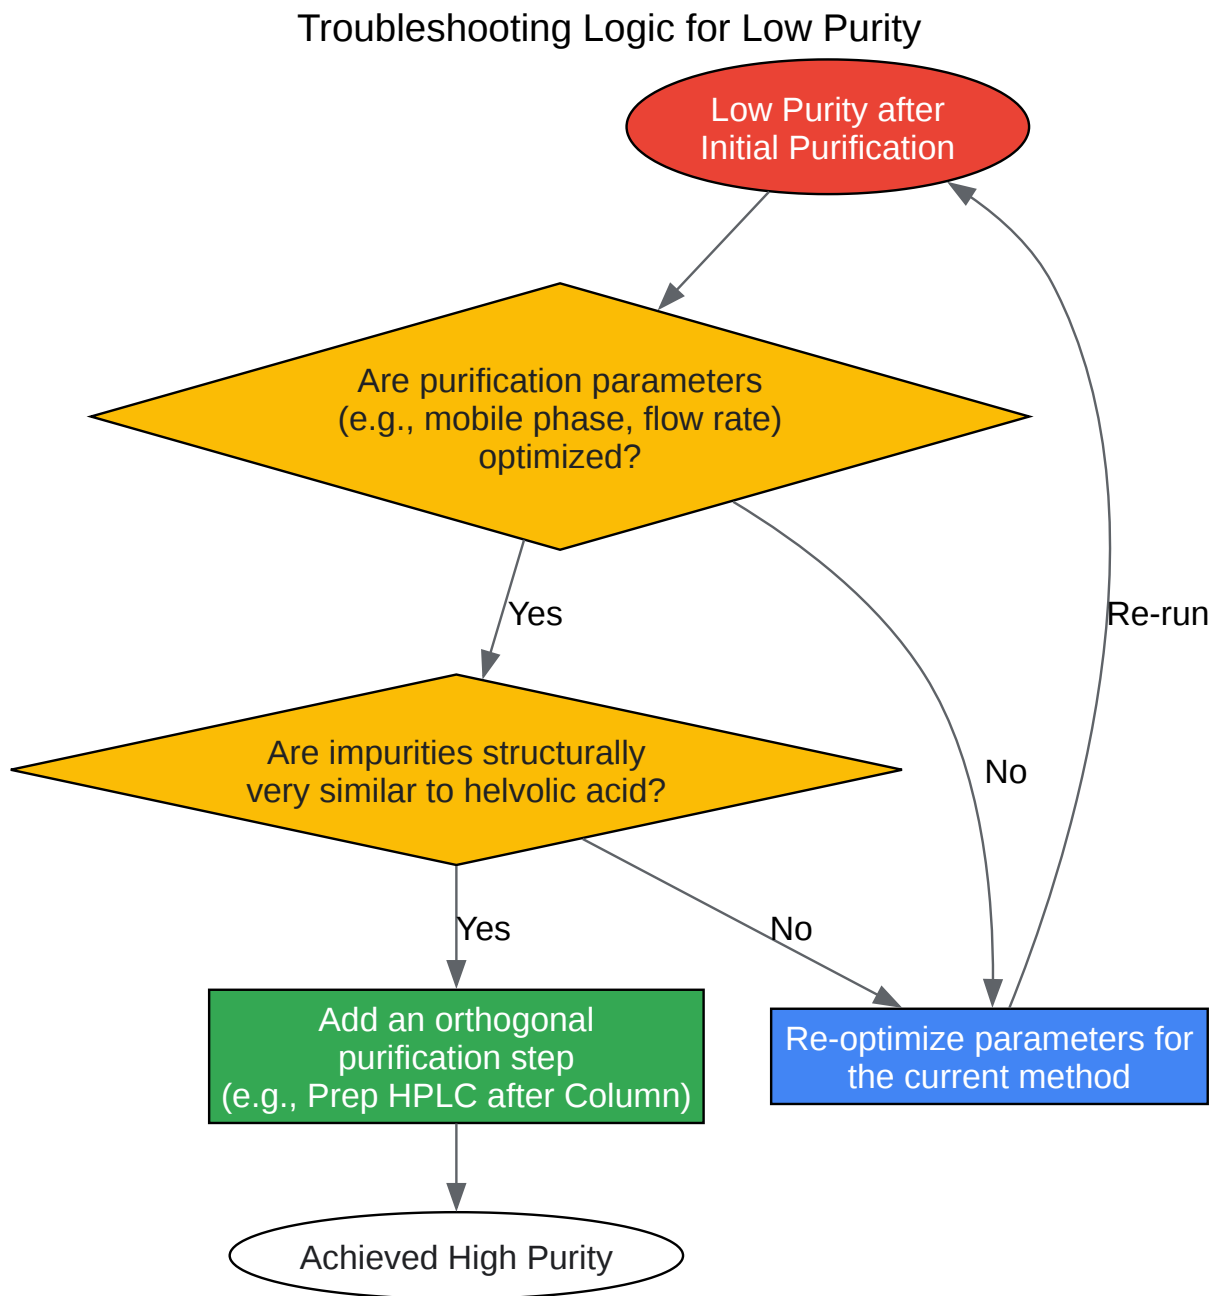 Troubleshooting Logic for Low Purity
Low Purity after
Initial Purification
Are purification parameters
(e.g., mobile phase, flow rate)
optimized?
Yes
Re-run
Are impurities structurally
very similar to helvolic acid?
No
Yes
No
Add an orthogonal
purification step
(e.g., Prep HPLC after Column)
Re-optimize parameters for
the current method
Achieved High Purity